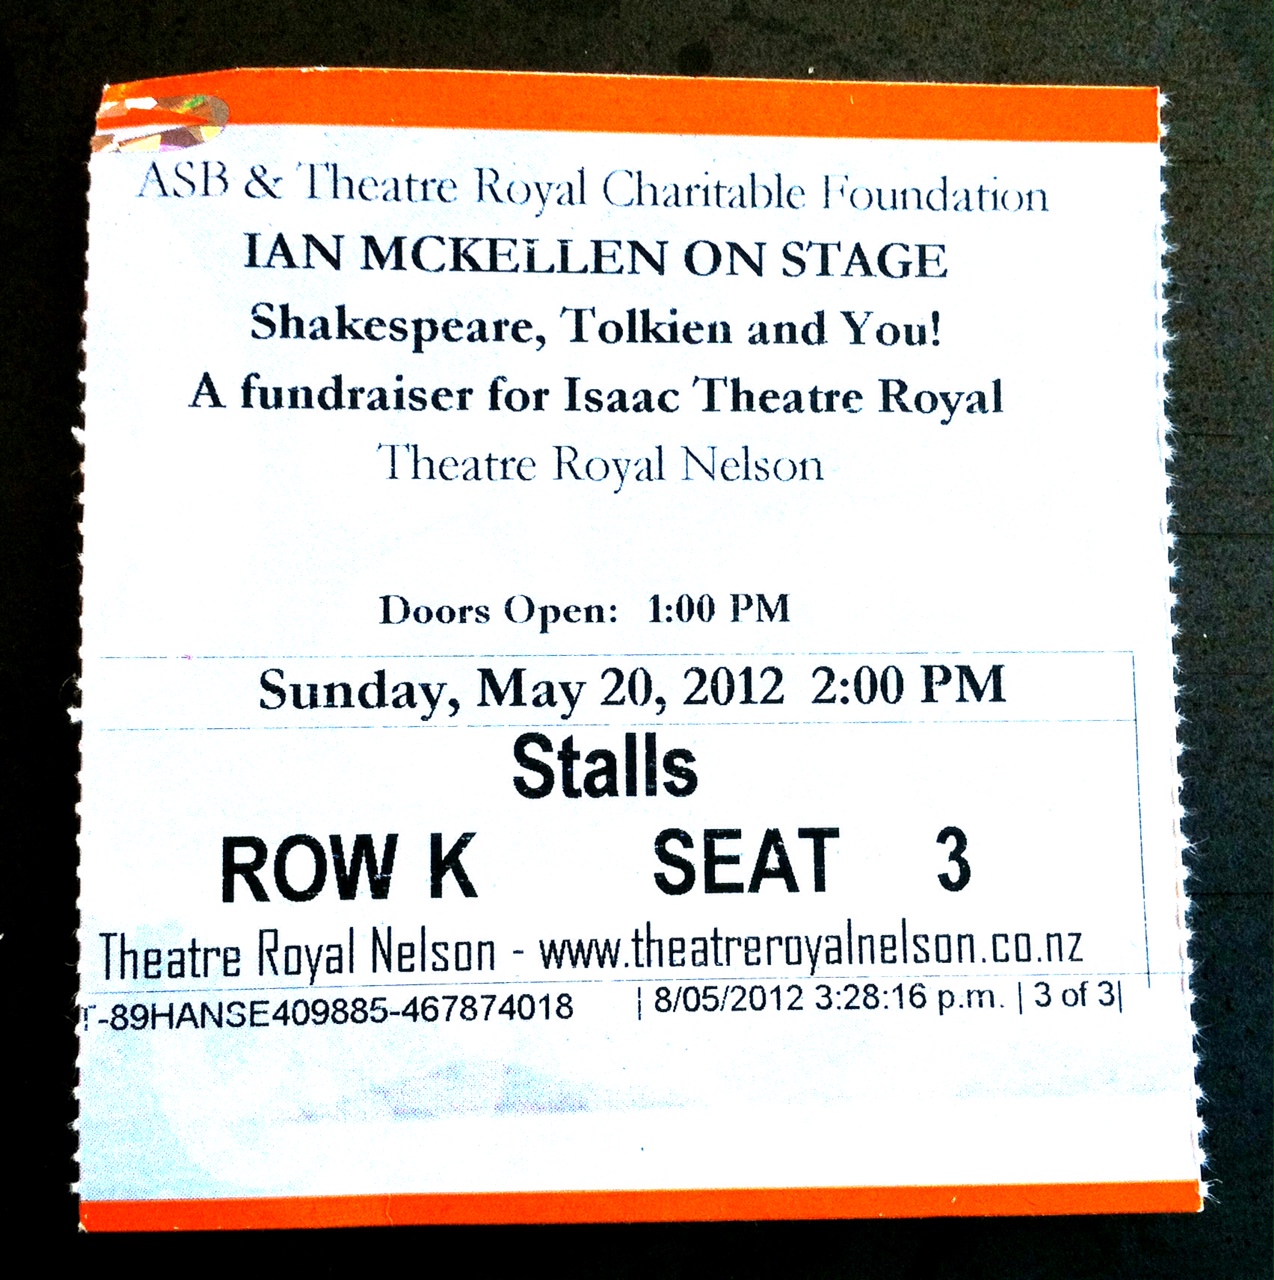 ASB & Theatre Royal Charitable Foundation
IAN MCKELLEN ON STAGE
Shakespeare, Tolkien and You!
A fundraiser for Isaac Theatre Royal
Theatre Royal Nelson
Doors Open: 1:00 PM
Sunday, May 20, 2012 2:00 PM
Stalls
ROW K SEAT 3
Theatre Royal Nelson - www.theatreroyalnelson.co.nz
T-89HANSE409885-467874018 | 8/05/2012 3:28:16 p.m. | 3 of 3|